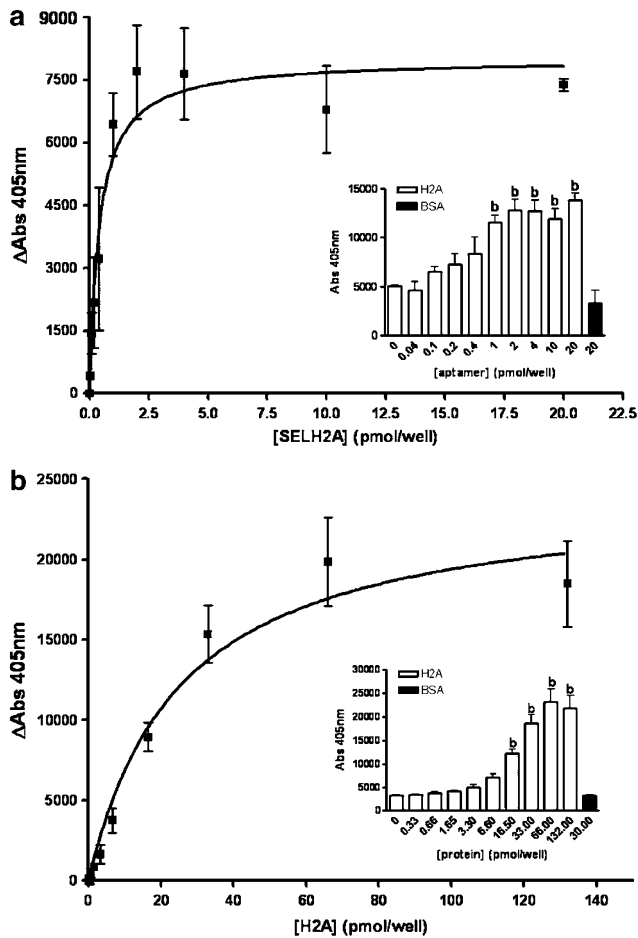 a
9000
7500
6000
4500
3000
1500
0
ΔAbs 405nm
0.0 2.5 5.0 7.5 10.0 12.5 15.0 17.5 20.0 22.5
[SELH2A] (pmol/well)
H2A
BSA
15000
10000
5000
0
Abs 405nm
b b b b b
0 0.04 0.1 0.2 0.4 1 2 4 10 20 20
[aptamer] (pmol/well)
b
25000
20000
15000
10000
5000
0
ΔAbs 405nm
0 20 40 60 80 100 120 140
[H2A] (pmol/well)
H2A
BSA
30000
25000
20000
15000
10000
5000
0
Abs 405nm
b b b b
0 0.33 0.66 1.65 3.30 6.60 16.50 33.00 66.00 132.00 30.00
[protein] (pmol/well)